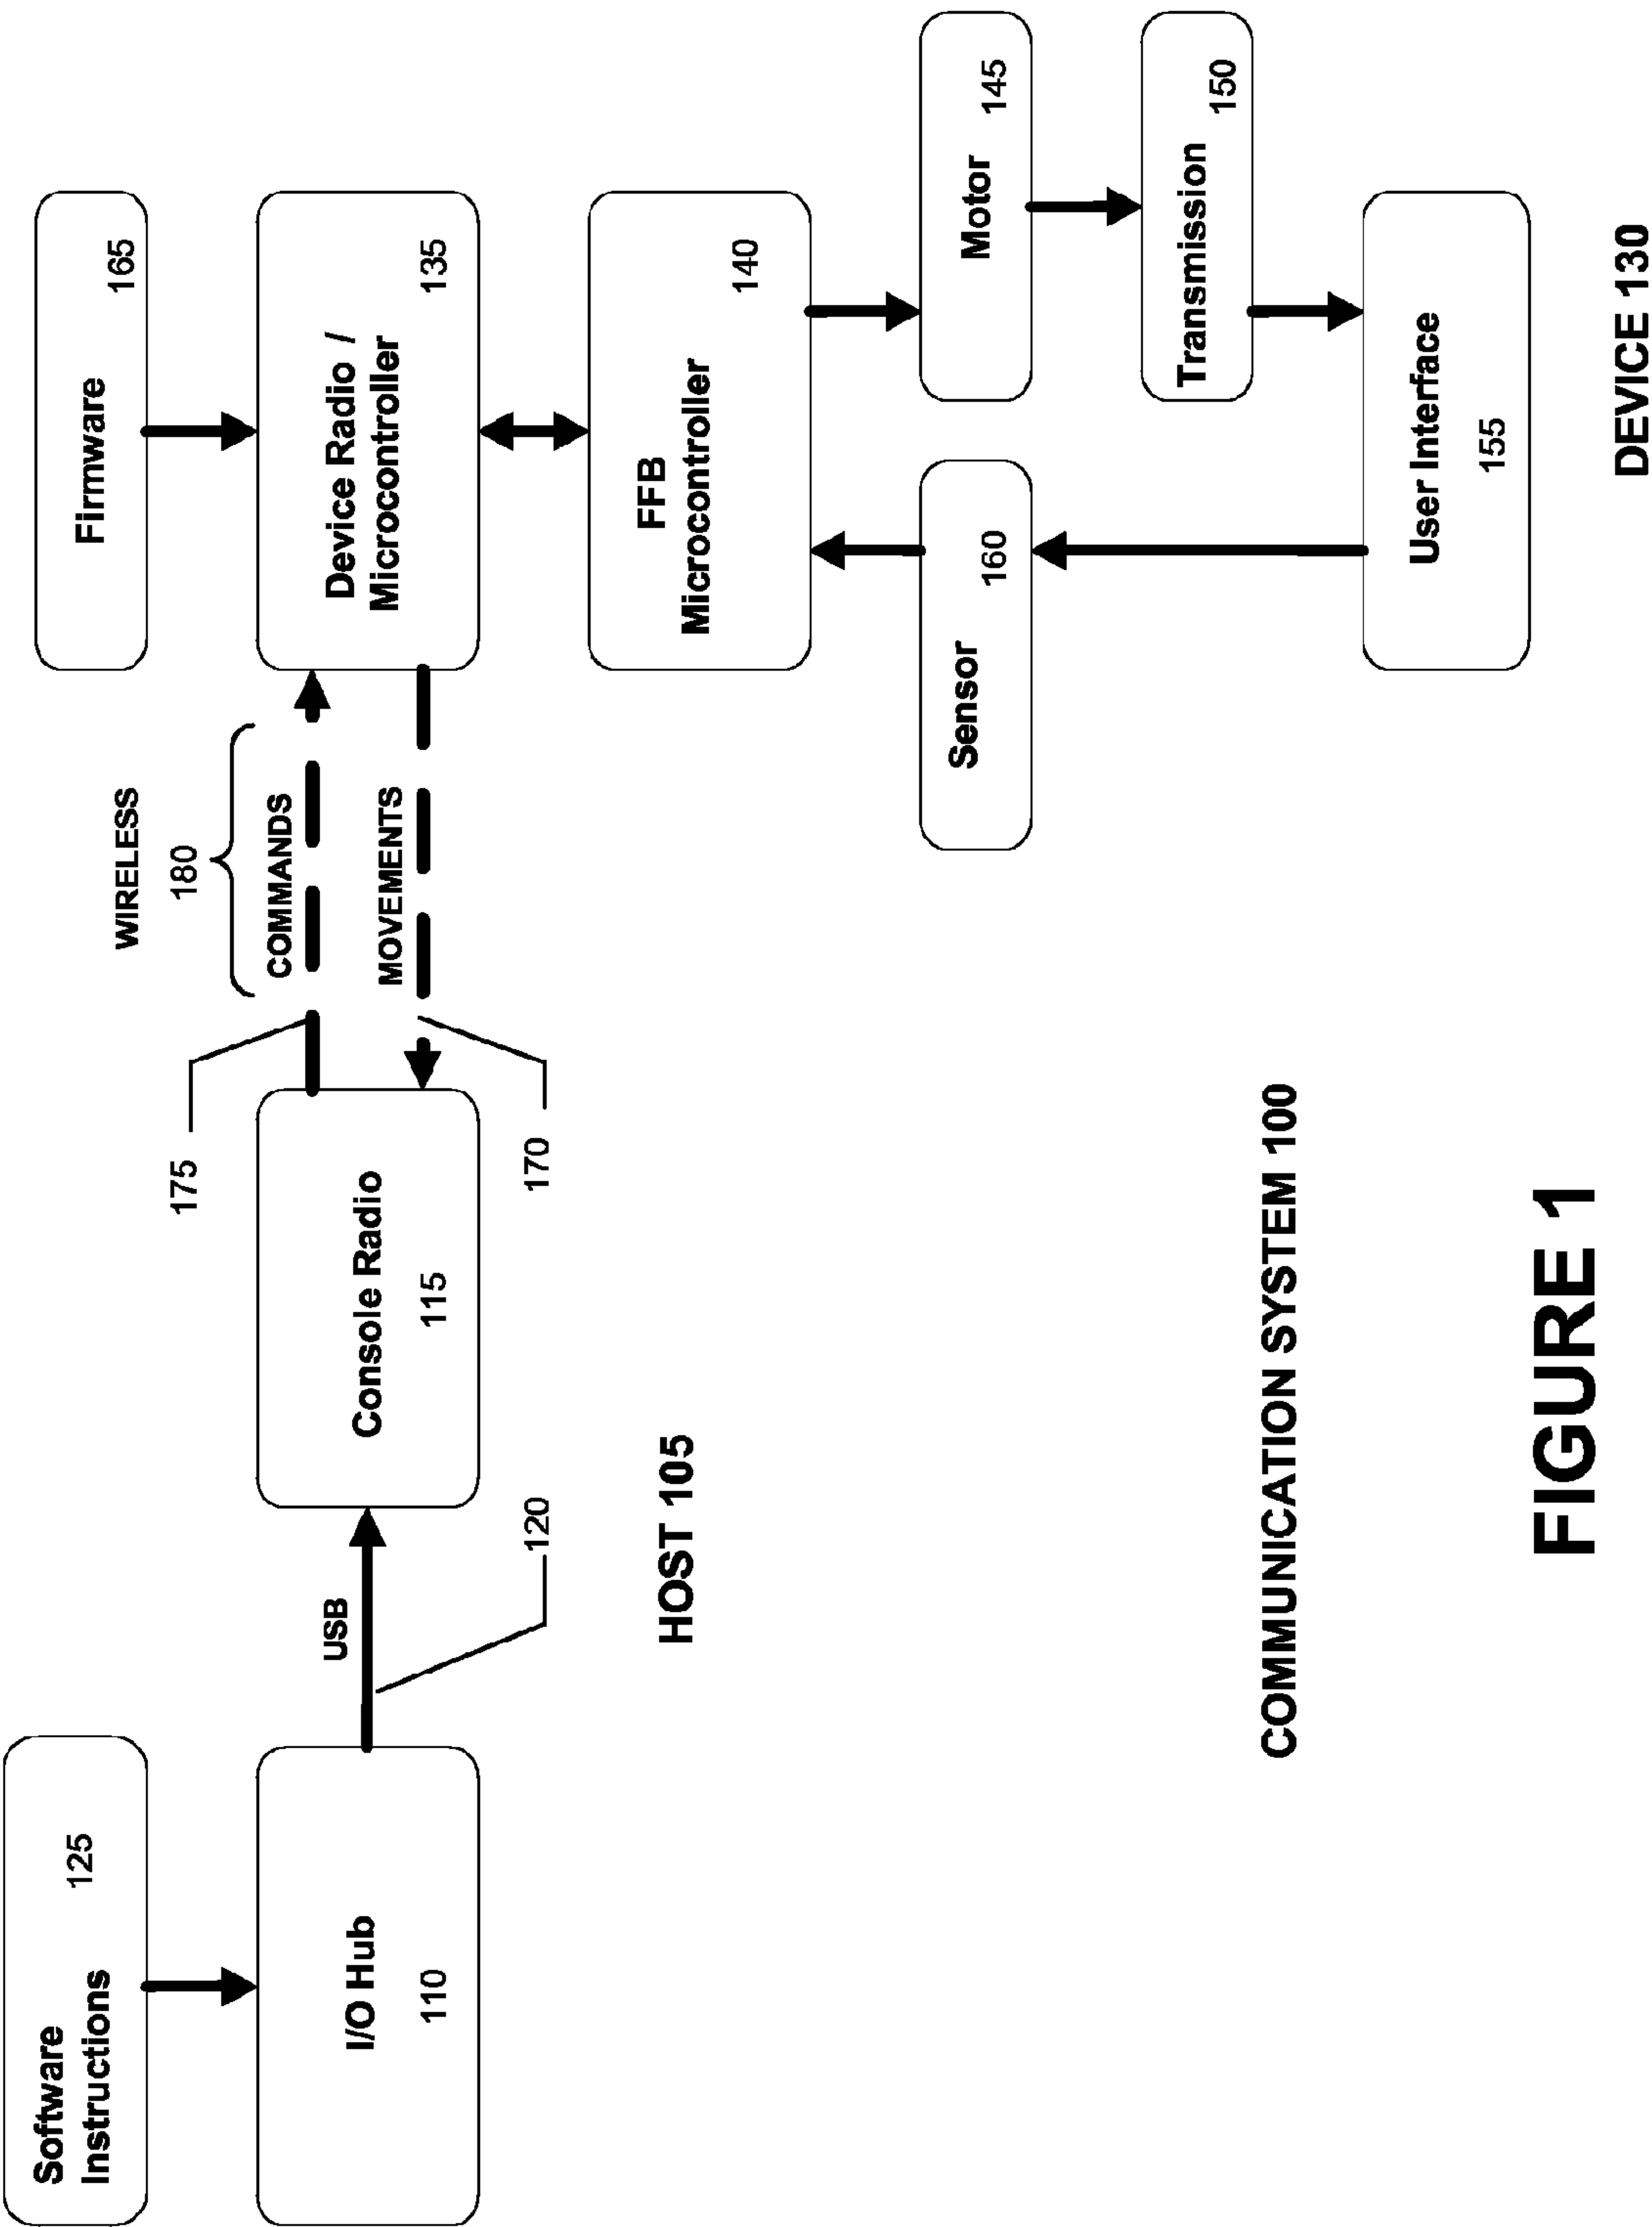 Software
Instructions
125
I/O Hub
110
USB
120
HOST 105
Console Radio
115
175
170
WIRELESS
180
COMMANDS
MOVEMENTS
Firmware
165
Device Radio /
Microcontroller
135
FFB
Microcontroller
140
Sensor
160
Motor
145
Transmission
150
User Interface
155
DEVICE 130
COMMUNICATION SYSTEM 100
FIGURE 1